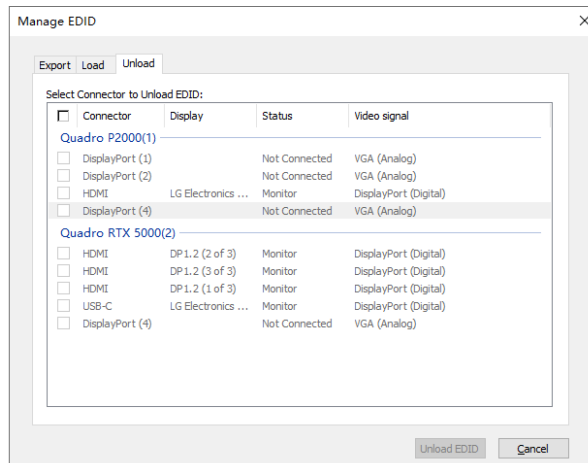 Manage EDID
Export Load Unload
Select Connector to Unload EDID:
Connector Display Status Video signal
Quadro P2000(1)
DisplayPort (1) Not Connected VGA (Analog)
DisplayPort (2) Not Connected VGA (Analog)
HDMI LG Electronics ... Monitor DisplayPort (Digital)
DisplayPort (4) Not Connected VGA (Analog)
Quadro RTX 5000(2)
HDMI DP1.2 (2 of 3) Monitor DisplayPort (Digital)
HDMI DP1.2 (3 of 3) Monitor DisplayPort (Digital)
HDMI DP1.2 (1 of 3) Monitor DisplayPort (Digital)
USB-C LG Electronics ... Monitor DisplayPort (Digital)
DisplayPort (4) Not Connected VGA (Analog)
Unload EDID Cancel